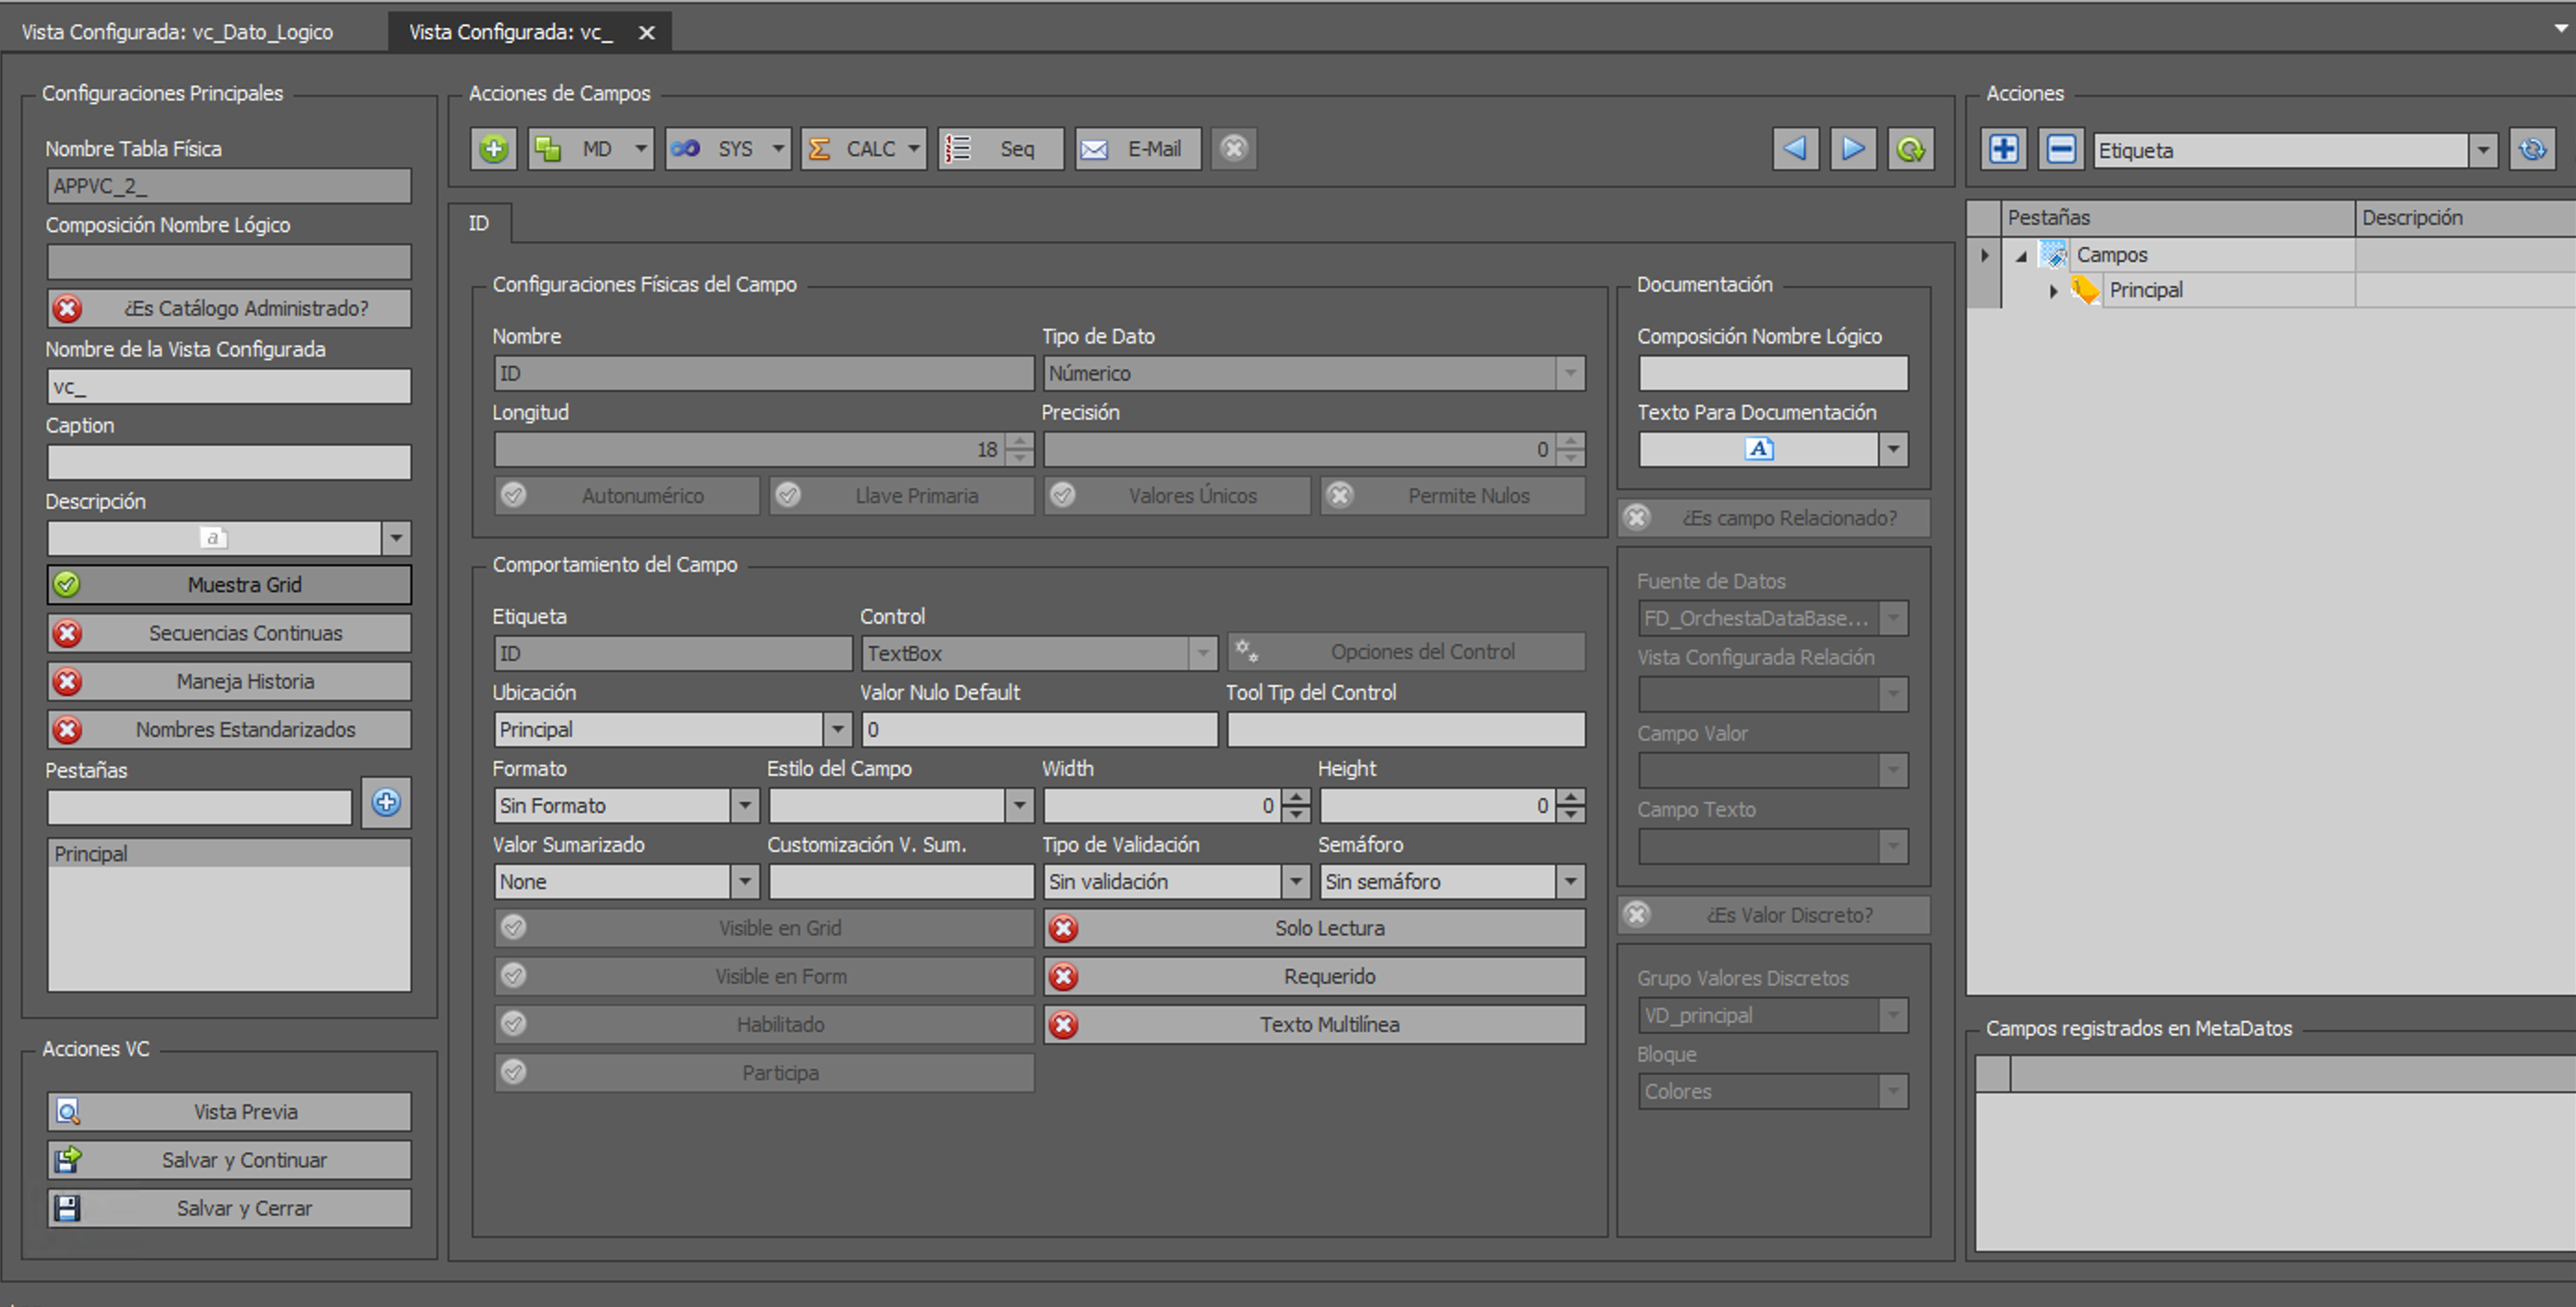 Vista Configurada: vc_Dato_Logico
Vista Configurada: vc_
Configuraciones Principales
Nombre Tabla Física
APPVC_2_
Composición Nombre Lógico
¿Es Catálogo Administrado?
Nombre de la Vista Configurada
vc_
Caption
Descripción
a
Muestra Grid
Secuencias Continuas
Maneja Historia
Nombres Estandarizados
Pestañas
Principal
Acciones VC
Vista Previa
Salvar y Continuar
Salvar y Cerrar
Acciones de Campos
MD
SYS
CALC
Seq
E-Mail
ID
Configuraciones Físicas del Campo
Nombre
Tipo de Dato
ID
Númerico
Longitud
Precisión
18
0
Autonumérico
Llave Primaria
Valores Únicos
Permite Nulos
Comportamiento del Campo
Etiqueta
Control
ID
TextBox
Opciones del Control
Ubicación
Valor Nulo Default
Tool Tip del Control
Principal
0
Formato
Estilo del Campo
Width
Height
Sin Formato
0
0
Valor Sumarizado
Customización V. Sum.
Tipo de Validación
Semáforo
None
Sin validación
Sin semáforo
Visible en Grid
Solo Lectura
Visible en Form
Requerido
Habilitado
Texto Multilínea
Participa
Documentación
Composición Nombre Lógico
Texto Para Documentación
A
¿Es campo Relacionado?
Fuente de Datos
FD_OrchestaDataBase...
Vista Configurada Relación
Campo Valor
Campo Texto
¿Es Valor Discreto?
Grupo Valores Discretos
VD_principal
Bloque
Colores
Acciones
Etiqueta
Pestañas
Descripción
Campos
Principal
Campos registrados en MetaDatos